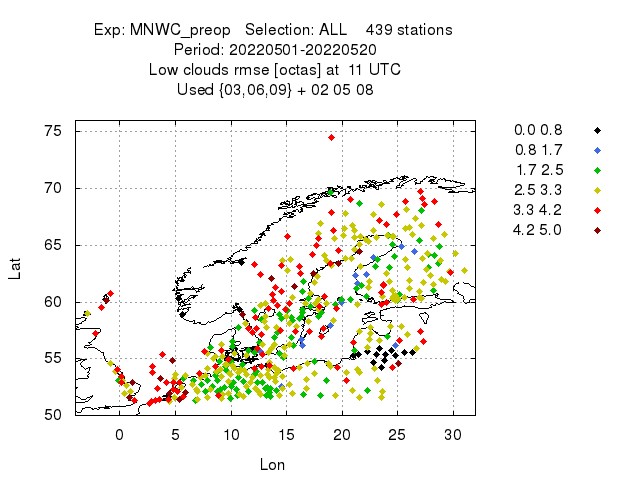 Exp: MNWC_preop Selection: ALL 439 stations
Period: 20220501-20220520
Low clouds rmse [octas] at 11 UTC
Used {03,06,09} + 02 05 08
75
70
65
60
55
50
Lat
0 5 10 15 20 25 30
Lon
0.0 0.8
0.8 1.7
1.7 2.5
2.5 3.3
3.3 4.2
4.2 5.0